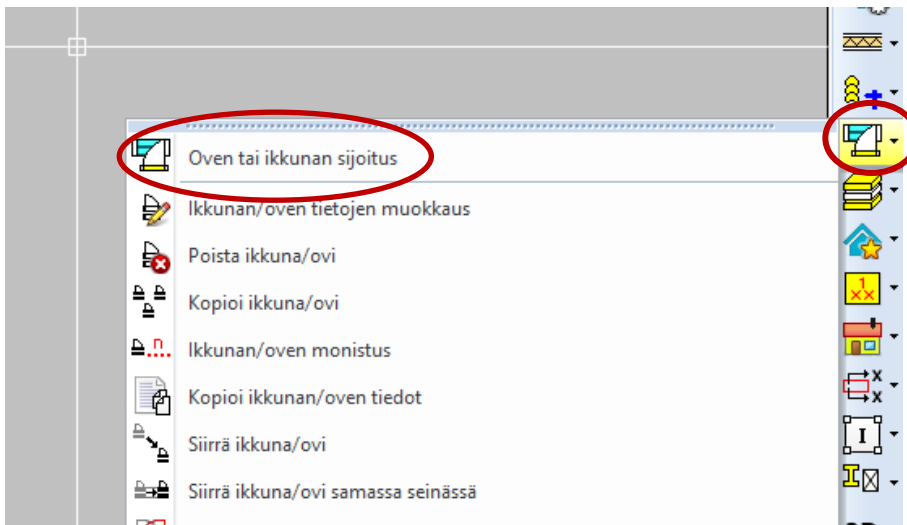 Oven tai ikkunan sijoitus
Ikkunan/oven tietojen muokkaus
Poista ikkuna/ovi
Kopioi ikkuna/ovi
Ikkunan/oven monistus
Kopioi ikkunan/oven tiedot
Siirrä ikkuna/ovi
Siirrä ikkuna/ovi samassa seinässä